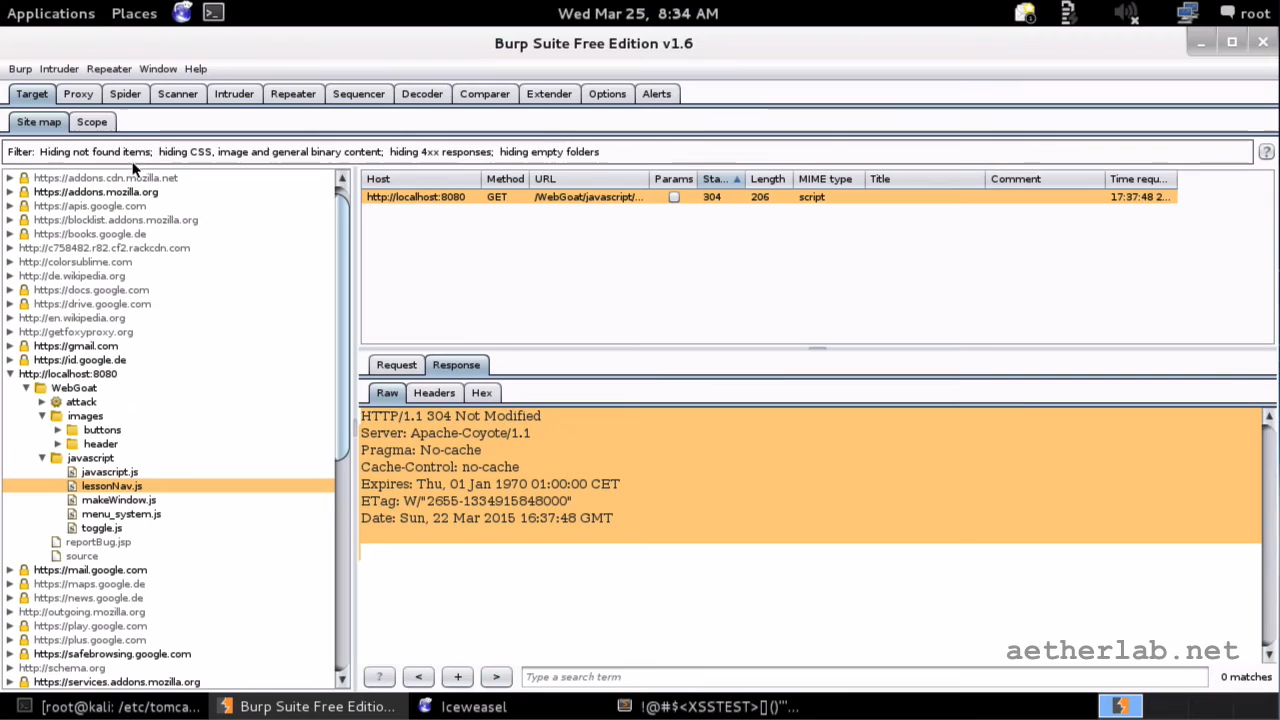 Applications Places Wed Mar 25, 8:34 AM root
Burp Suite Free Edition v1.6
Burp Intruder Repeater Window Help
Target Proxy Spider Scanner Intruder Repeater Sequencer Decoder Comparer Extender Options Alerts
Site map Scope
Filter: Hiding not found items; hiding CSS, image and general binary content; hiding 4xx responses; hiding empty folders ?
https://addons.cdn.mozilla.net
https://addons.mozilla.org
https://apis.google.com
https://blocklist.addons.mozilla.org
https://books.google.de
http://c758482.r82.cf2.rackcdn.com
http://colorsublime.com
http://de.wikipedia.org
https://docs.google.com
https://drive.google.com
http://en.wikipedia.org
http://getfoxyproxy.org
https://gmail.com
https://id.google.de
http://localhost:8080
WebGoat
attack
images
buttons
header
javascript
javascript.js
lessonNav.js
makeWindow.js
menu_system.js
toggle.js
reportBug.jsp
source
https://mail.google.com
https://maps.google.de
https://news.google.de
http://outgoing.mozilla.org
https://play.google.com
https://plus.google.com
https://safebrowsing.google.com
http://schema.org
https://services.addons.mozilla.org
Host Method URL Params Sta... Length MIME type Title Comment Time requ...
http://localhost:8080 GET /WebGoat/javascript/... 304 206 script 17:37:48 2...
Request Response
Raw Headers Hex
HTTP/1.1 304 Not Modified
Server: Apache-Coyote/1.1
Pragma: No-cache
Cache-Control: no-cache
Expires: Thu, 01 Jan 1970 01:00:00 CET
ETag: W/"2655-1334915848000"
Date: Sun, 22 Mar 2015 16:37:48 GMT
aetherlab.net
? < + > Type a search term 0 matches
[root@kali: /etc/tomca... Burp Suite Free Editio... Iceweasel !@#$<XSSTEST>[]()'"...